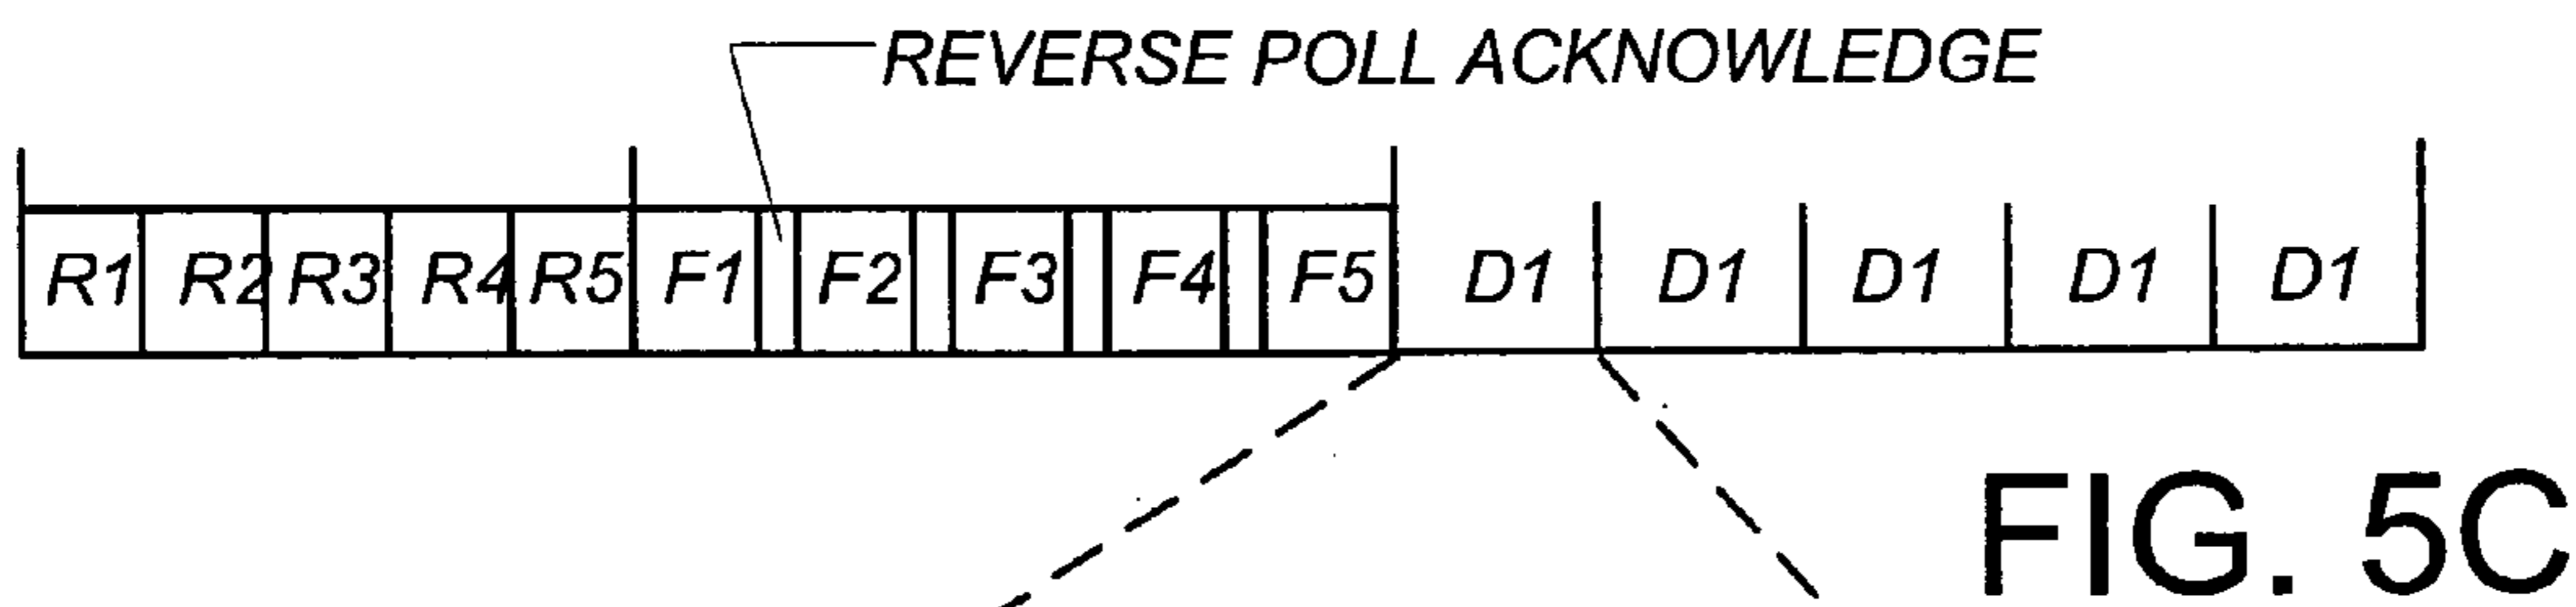 REVERSE POLL ACKNOWLEDGE
R1 R2 R3 R4 R5 F1 F2 F3 F4 F5 D1 D1 D1 D1 D1
FIG. 5C